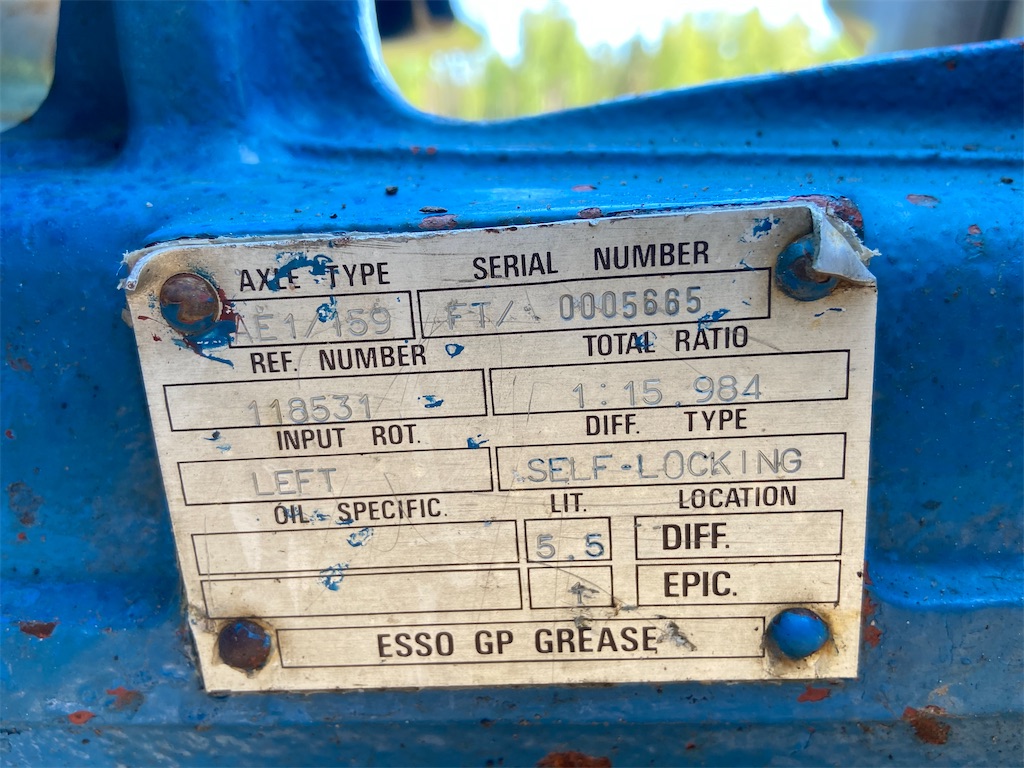 AXLE TYPE SERIAL NUMBER
AE1/159 FT/ 0005665
REF. NUMBER TOTAL RATIO
118531 1:15.984
INPUT ROT. DIFF. TYPE
LEFT SELF-LOCKING
OIL SPECIFIC. LIT. LOCATION
5.5 DIFF.
EPIC.
ESSO GP GREASE